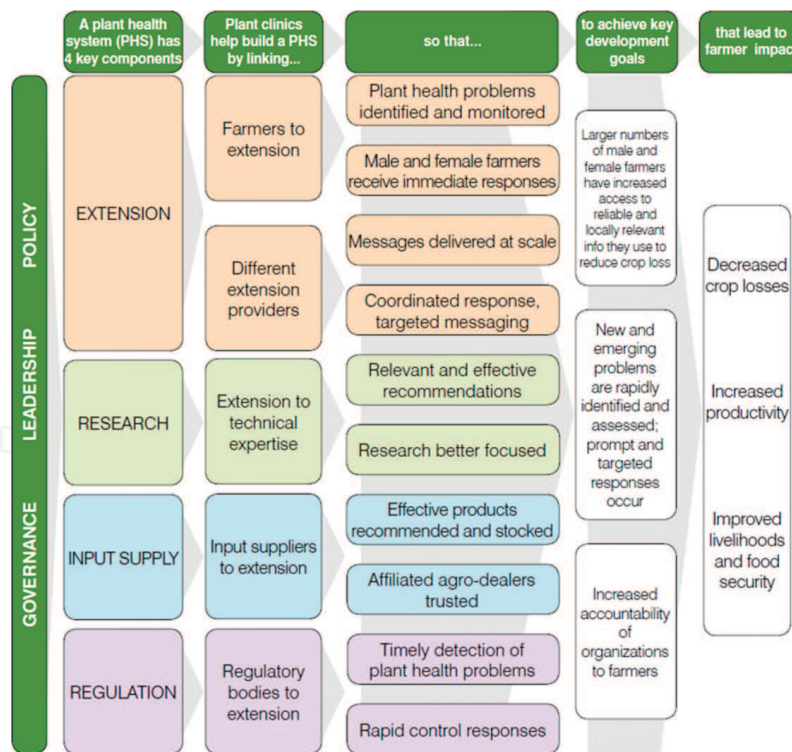 A plant health
system (PHS) has
4 key components
Plant clinics
help build a PHS
by linking...
so that...
to achieve key
development
goals
that lead to
farmer impact
POLICY
LEADERSHIP
GOVERNANCE
EXTENSION
RESEARCH
INPUT SUPPLY
REGULATION
Farmers to
extension
Different
extension
providers
Extension to
technical
expertise
Input suppliers
to extension
Regulatory
bodies to
extension
Plant health problems
identified and monitored
Male and female farmers
receive immediate responses
Messages delivered at scale
Coordinated response,
targeted messaging
Relevant and effective
recommendations
Research better focused
Effective products
recommended and stocked
Affiliated agro-dealers
trusted
Timely detection of
plant health problems
Rapid control responses
Larger numbers
of male and
female farmers
have increased
access to
reliable and
locally relevant
info they use to
reduce crop loss
New and
emerging
problems
are rapidly
identified and
assessed;
prompt and
targeted
responses
occur
Increased
accountability
of
organizations
to farmers
Decreased
crop losses
Increased
productivity
Improved
livelihoods
and food
security